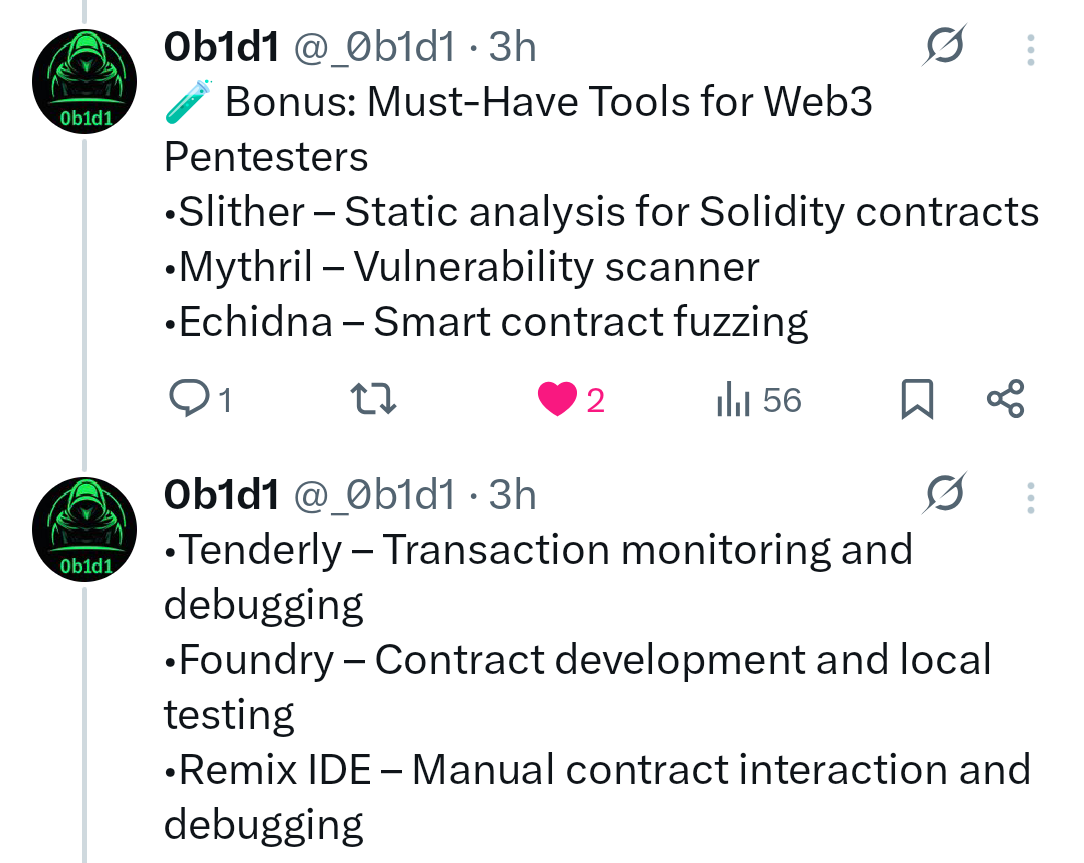 0b1d1 @_0b1d1 · 3h
🧪 Bonus: Must-Have Tools for Web3
Pentesters
•Slither – Static analysis for Solidity contracts
•Mythril – Vulnerability scanner
•Echidna – Smart contract fuzzing
1 2 56
0b1d1
0b1d1 @_0b1d1 · 3h
•Tenderly – Transaction monitoring and
debugging
•Foundry – Contract development and local
testing
•Remix IDE – Manual contract interaction and
debugging
0b1d1